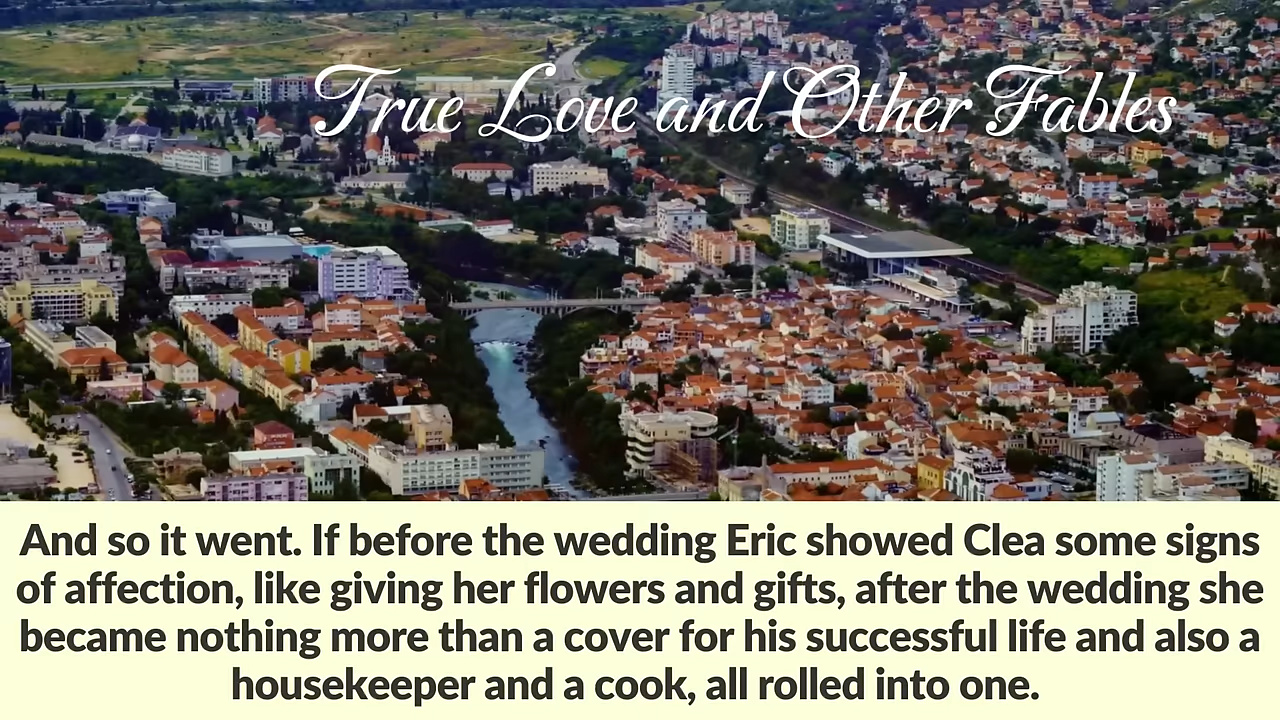 True Love and Other Fables
And so it went. If before the wedding Eric showed Clea some signs
of affection, like giving her flowers and gifts, after the wedding she
became nothing more than a cover for his successful life and also a
housekeeper and a cook, all rolled into one.